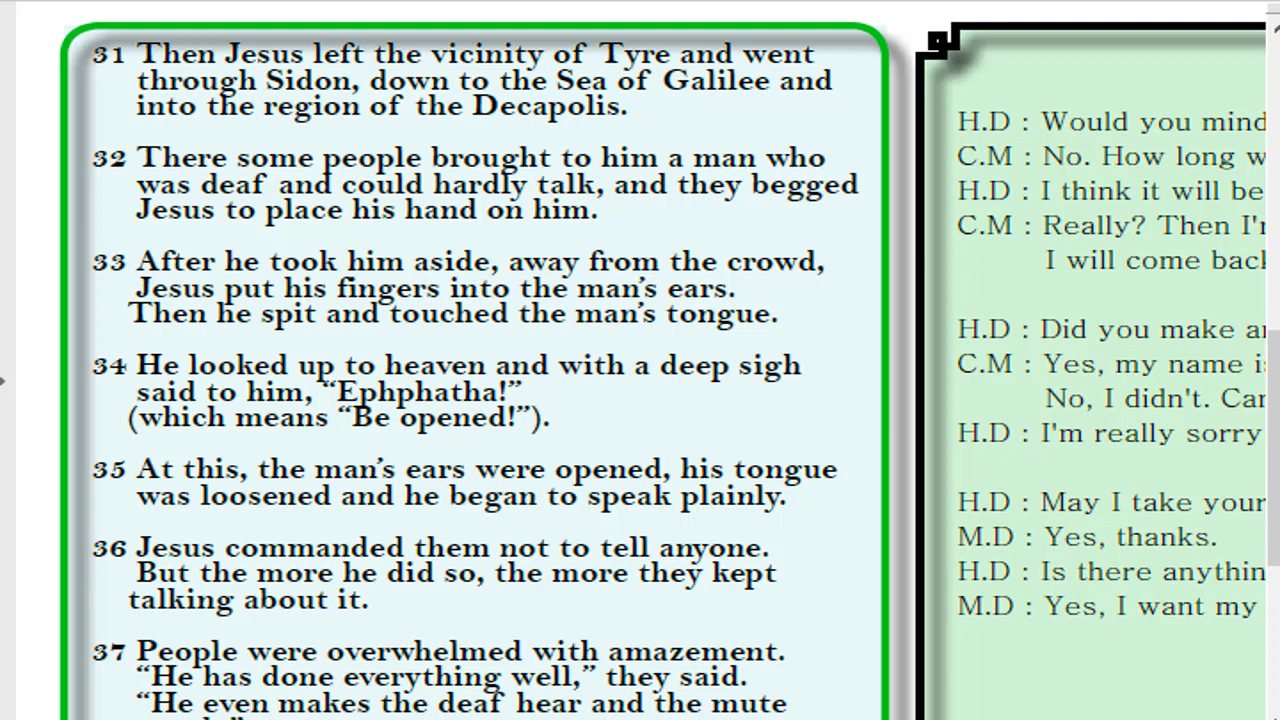 31 Then Jesus left the vicinity of Tyre and went
through Sidon, down to the Sea of Galilee and
into the region of the Decapolis.
32 There some people brought to him a man who
was deaf and could hardly talk, and they begged
Jesus to place his hand on him.
33 After he took him aside, away from the crowd,
Jesus put his fingers into the man's ears.
Then he spit and touched the man's tongue.
34 He looked up to heaven and with a deep sigh
said to him, “Ephphatha!”
(which means “Be opened!”).
35 At this, the man's ears were opened, his tongue
was loosened and he began to speak plainly.
36 Jesus commanded them not to tell anyone.
But the more he did so, the more they kept
talking about it.
37 People were overwhelmed with amazement.
“He has done everything well,” they said.
“He even makes the deaf hear and the mute
H.D : Would you mind
C.M : No. How long
H.D : I think it will be
C.M : Really? Then
I will come back
H.D : Did you make
C.M : Yes, my name
No, I didn't.
H.D : I'm really sorry
H.D : May I take your
M.D : Yes, thanks.
H.D : Is there
M.D : Yes, I want my